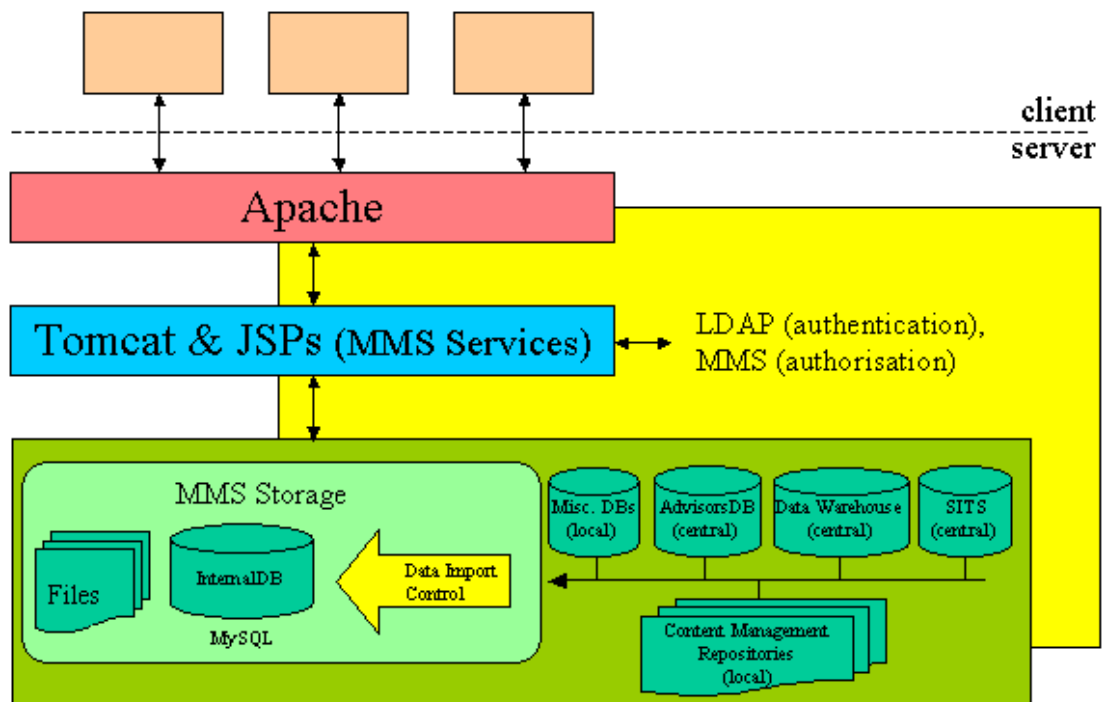 client
server
Apache
Tomcat & JSPs (MMS Services)
LDAP (authentication),
MMS (authorisation)
MMS Storage
Files
InternalDB
MySQL
Data Import
Control
Misc. DBs
(local)
AdvisorsDB
(central)
Data Warehouse
(central)
SITS
(central)
Content Management
Repositories
(local)